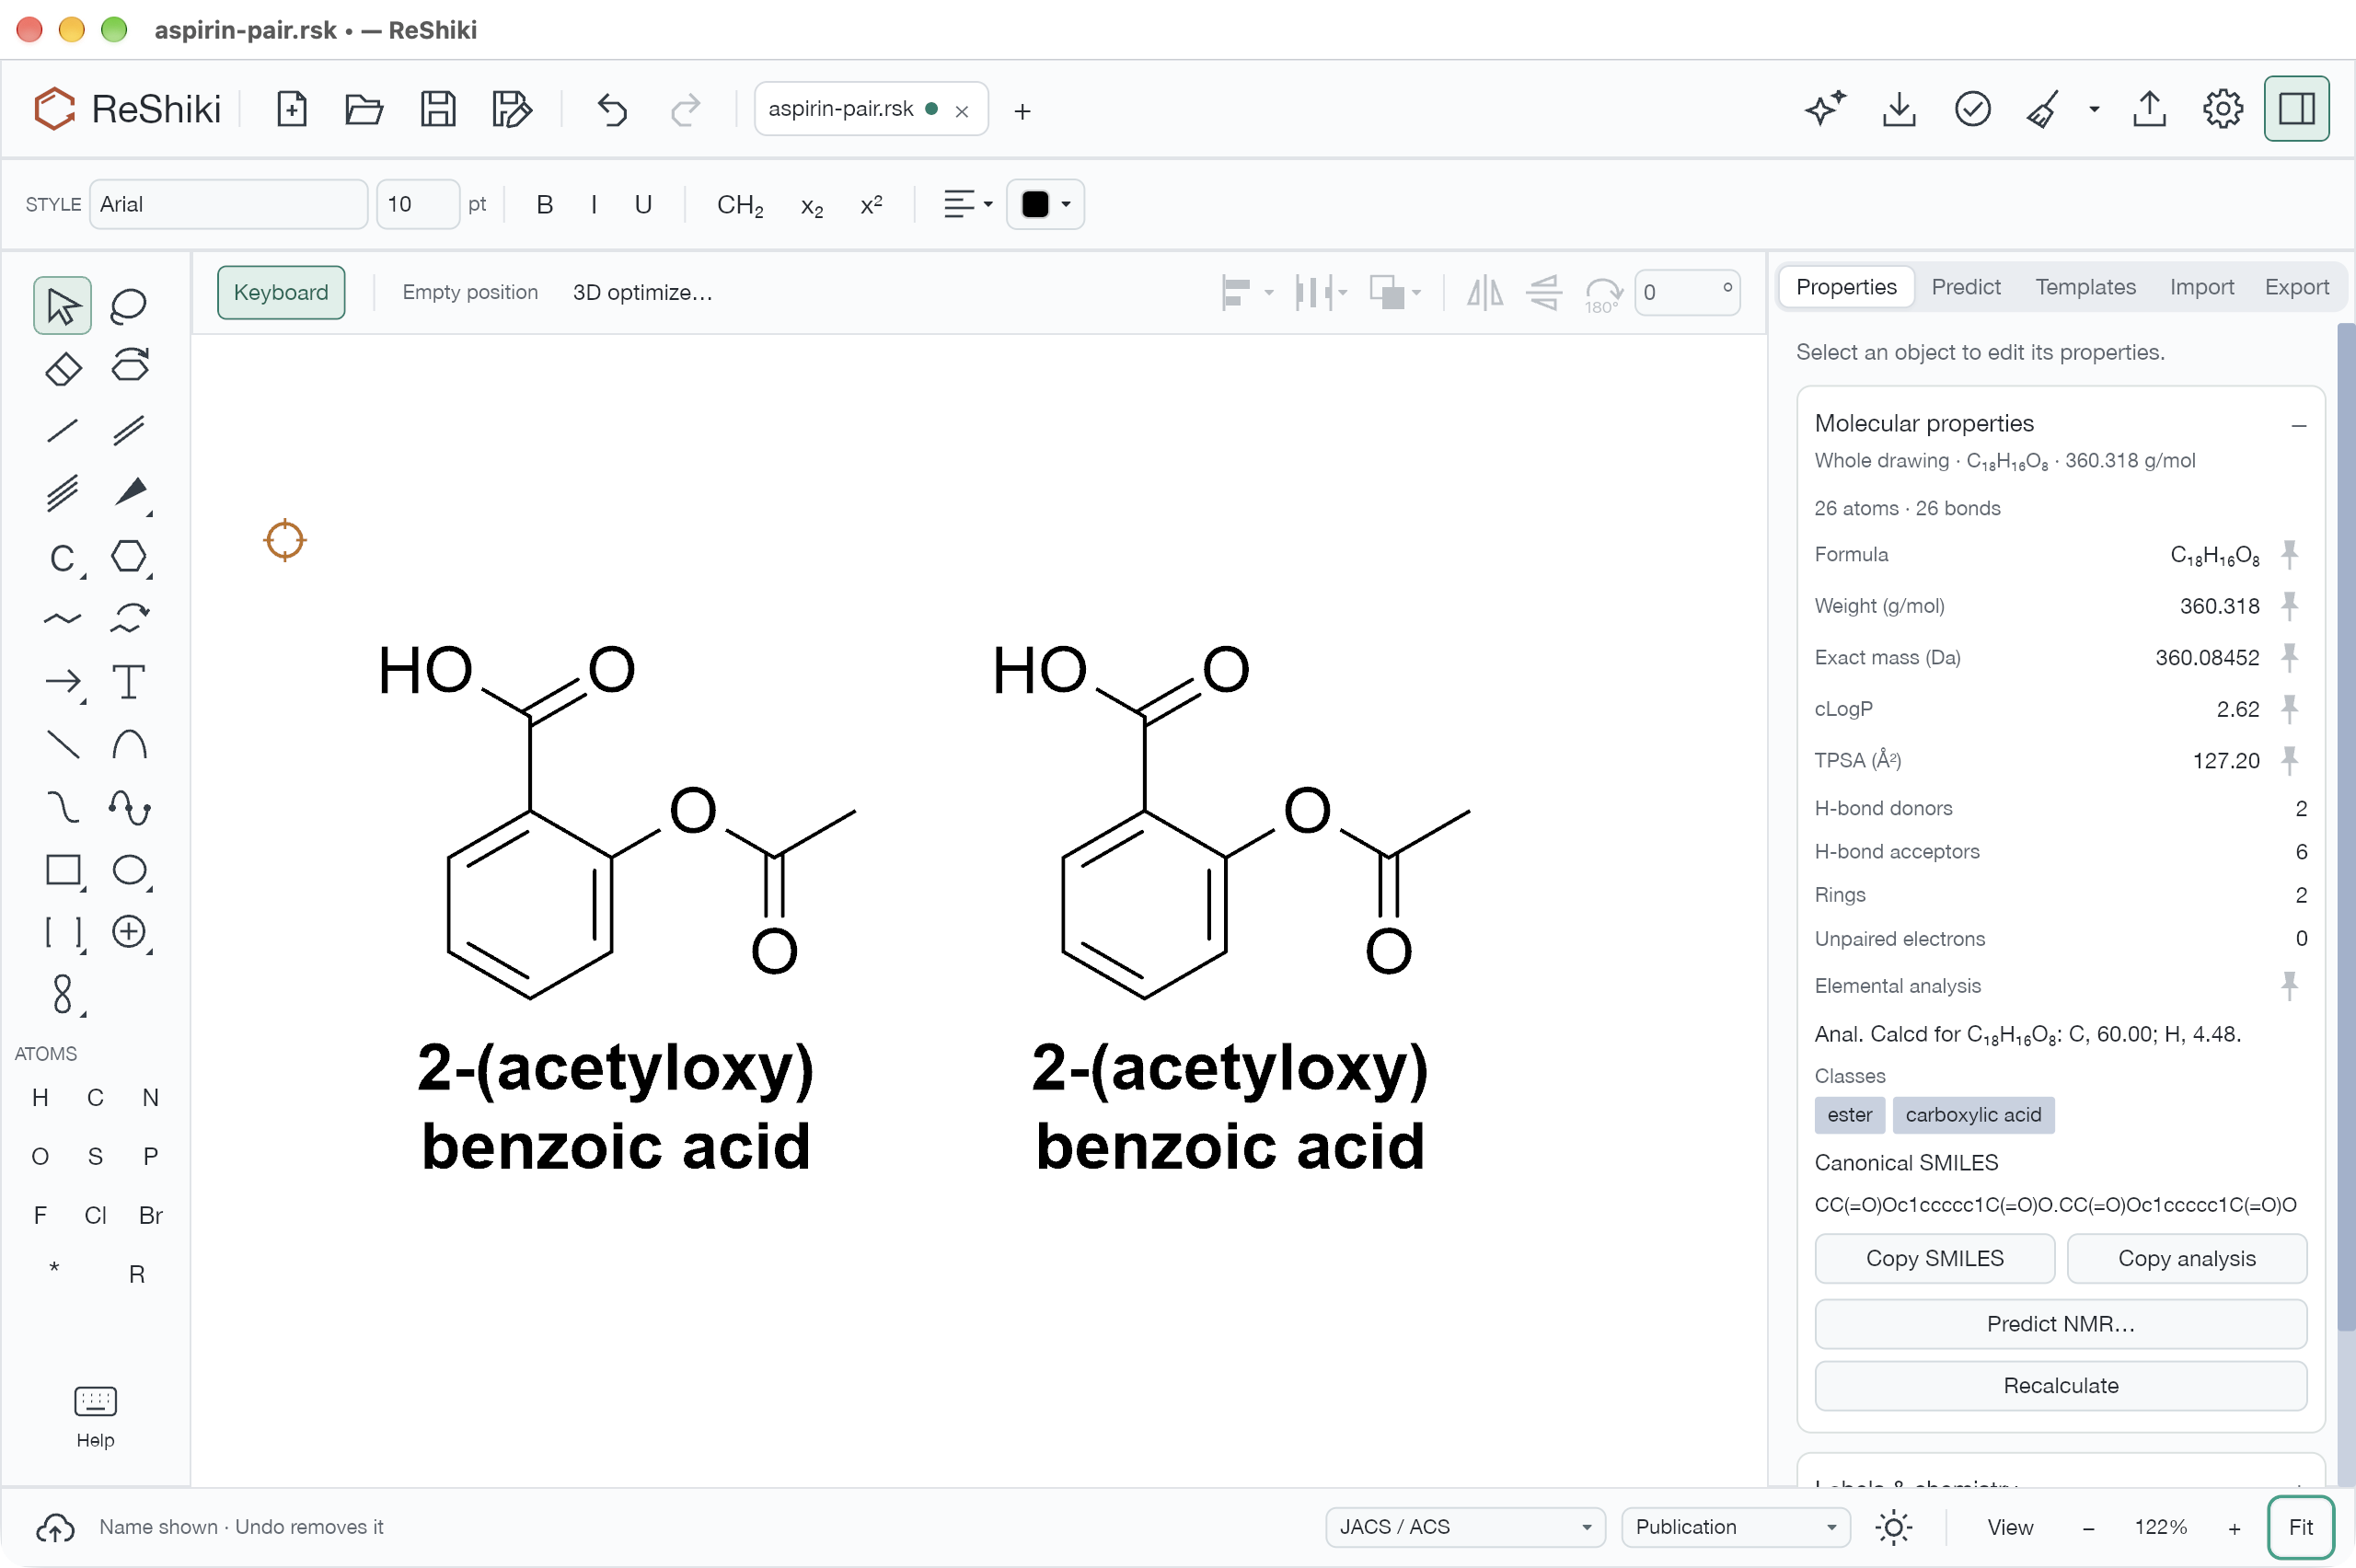 aspirin-pair.rsk • — ReShiki
ReShiki
aspirin-pair.rsk
STYLE Arial 10 pt B I U CH₂ x₂ x²
Keyboard Empty position 3D optimize...
180° 0 °
Properties Predict Templates Import Export
Select an object to edit its properties.
Molecular properties
Whole drawing · C₁₈H₁₆O₈ · 360.318 g/mol
26 atoms · 26 bonds
Formula C₁₈H₁₆O₈
Weight (g/mol) 360.318
Exact mass (Da) 360.08452
cLogP 2.62
TPSA (Å²) 127.20
H-bond donors 2
H-bond acceptors 6
Rings 2
Unpaired electrons 0
Elemental analysis
Anal. Calcd for C₁₈H₁₆O₈: C, 60.00; H, 4.48.
Classes
ester carboxylic acid
Canonical SMILES
CC(=O)Oc1ccccc1C(=O)O.CC(=O)Oc1ccccc1C(=O)O
Copy SMILES Copy analysis
Predict NMR...
Recalculate
Labels & chemistry
C
T
ATOMS
H C N
O S P
F Cl Br
* R
Help
HO O
O
O
2-(acetyloxy)
benzoic acid
HO O
O
O
2-(acetyloxy)
benzoic acid
Name shown · Undo removes it
JACS / ACS Publication View − 122% + Fit